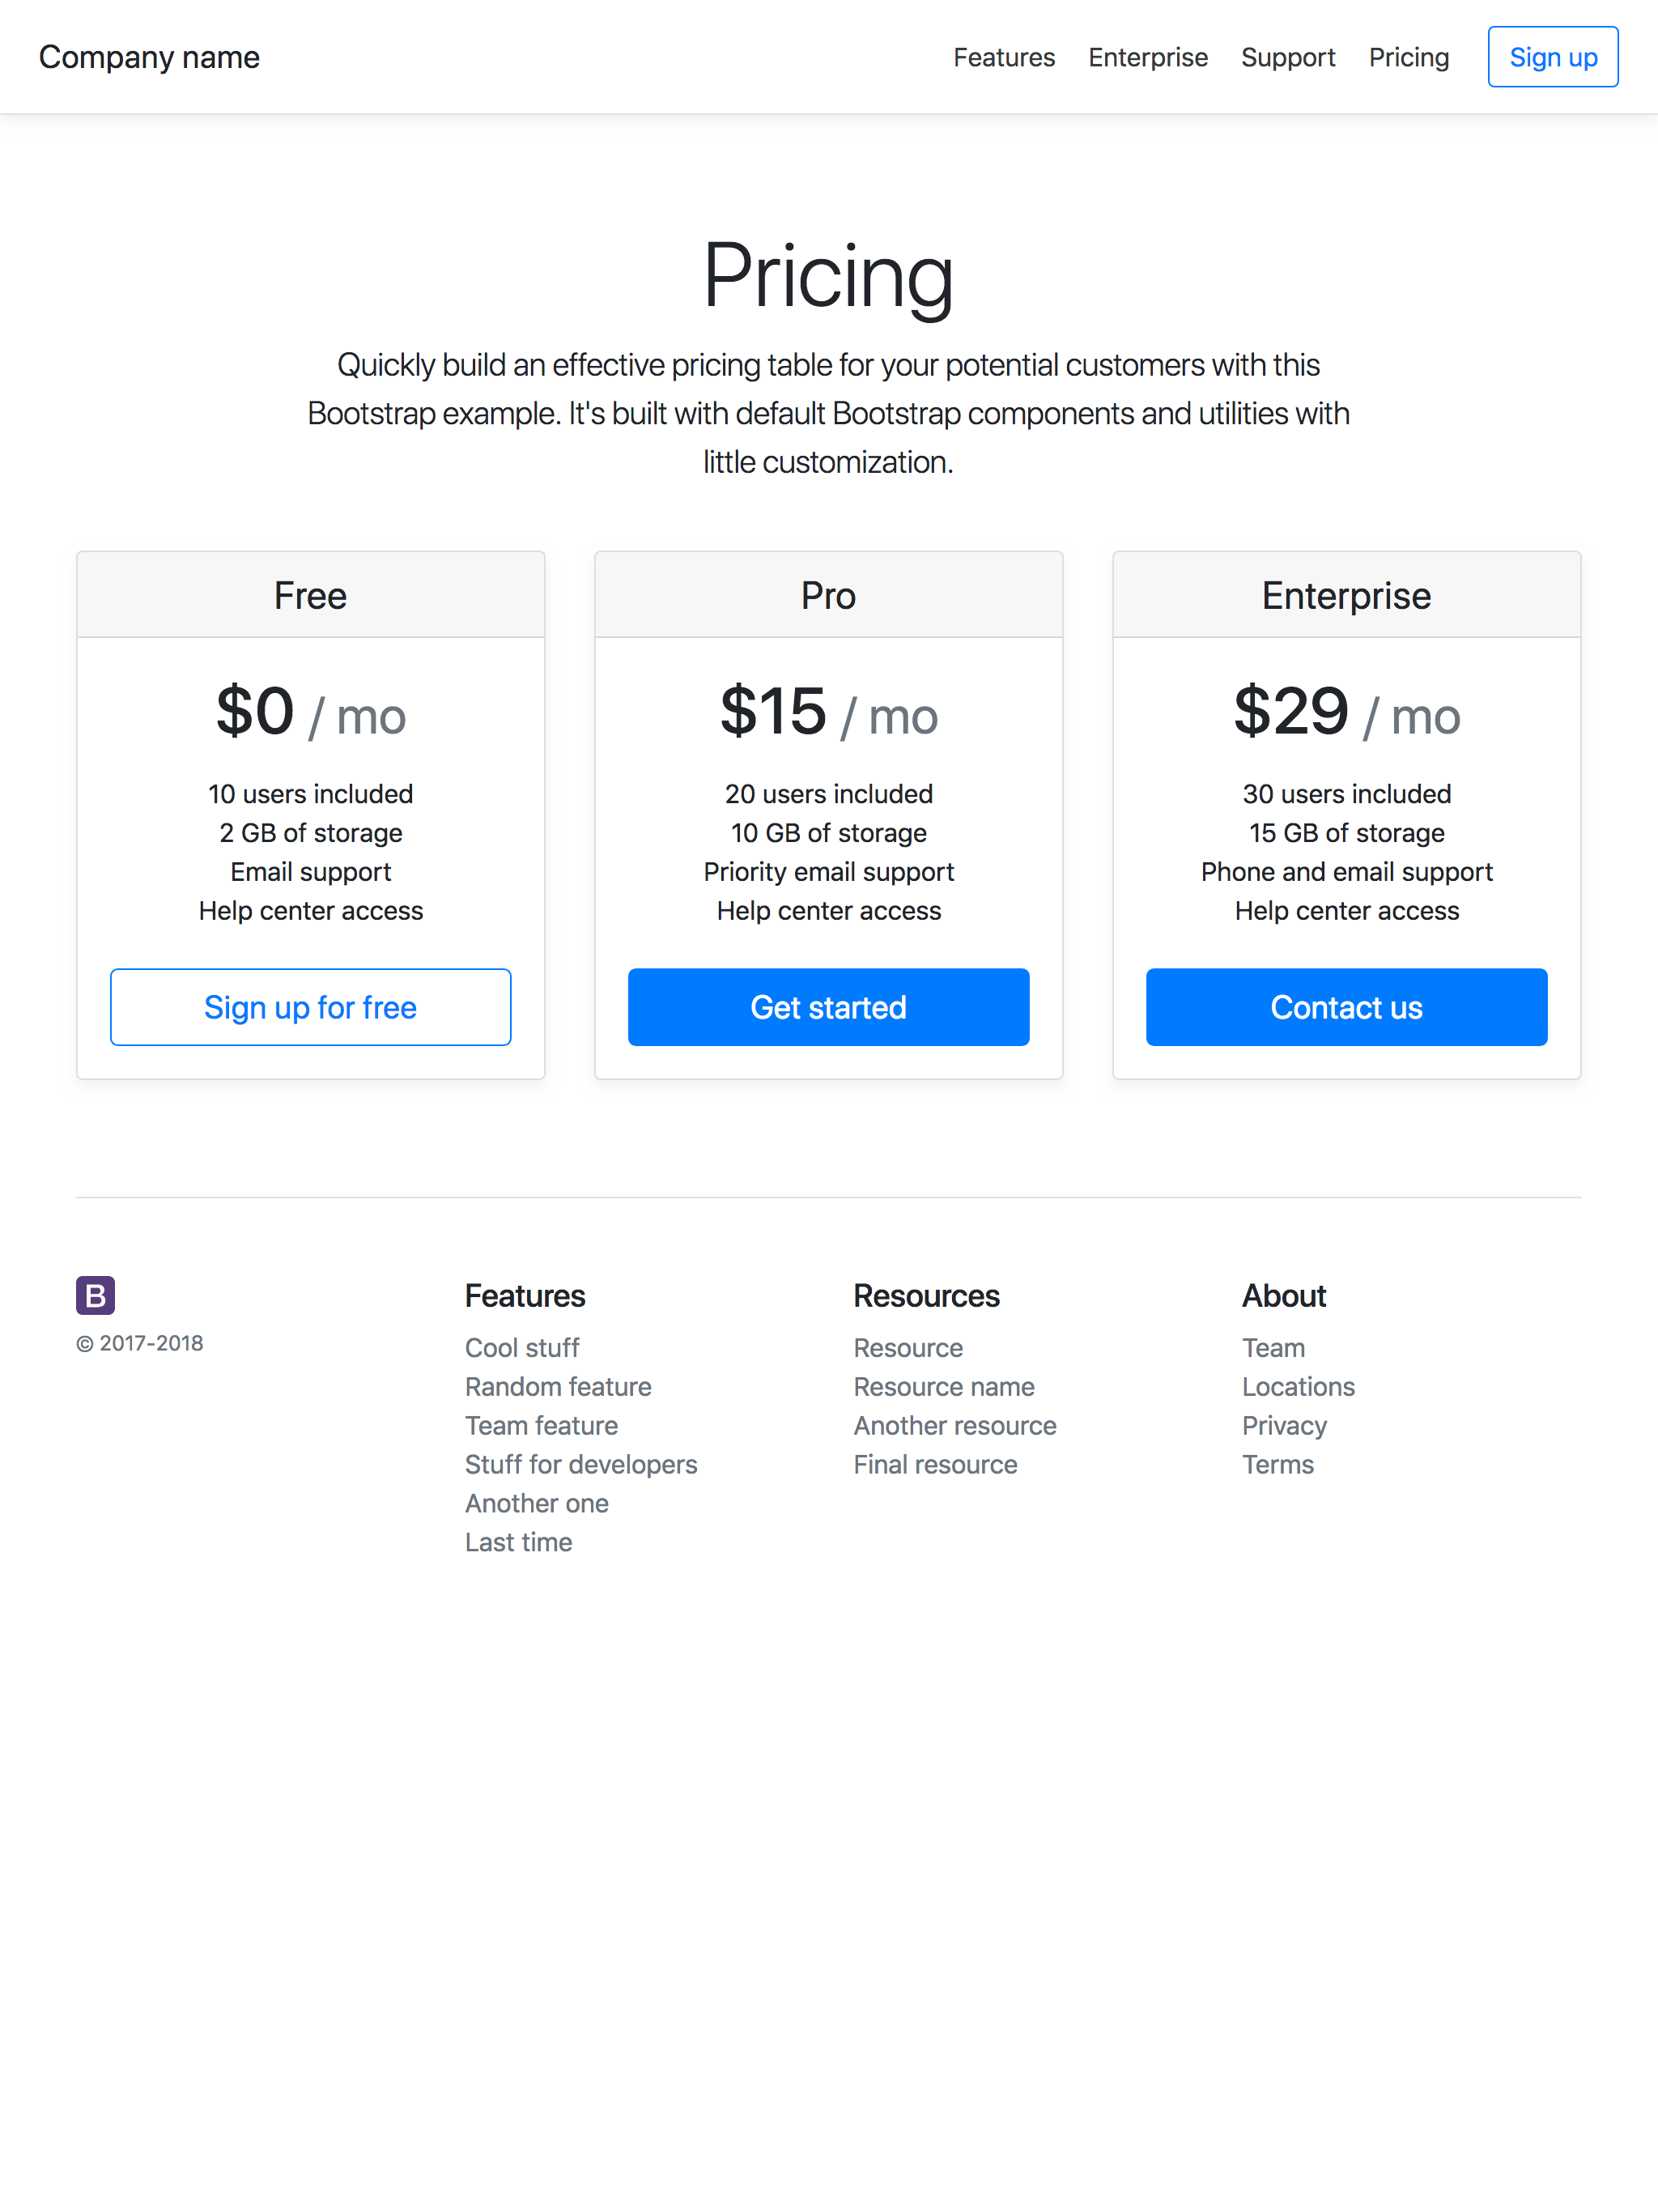 Company name
Features Enterprise Support Pricing Sign up
Pricing
Quickly build an effective pricing table for your potential customers with this
Bootstrap example. It's built with default Bootstrap components and utilities with
little customization.
Free
$0 / mo
10 users included
2 GB of storage
Email support
Help center access
Sign up for free
Pro
$15 / mo
20 users included
10 GB of storage
Priority email support
Help center access
Get started
Enterprise
$29 / mo
30 users included
15 GB of storage
Phone and email support
Help center access
Contact us
B
© 2017-2018
Features
Cool stuff
Random feature
Team feature
Stuff for developers
Another one
Last time
Resources
Resource
Resource name
Another resource
Final resource
About
Team
Locations
Privacy
Terms